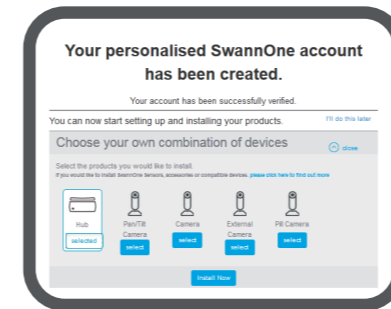 Your personalised SwannOne account
has been created.
Your account has been successfully verified.
You can now start setting up and installing your products.
I'll do this later
Choose your own combination of devices
close
Select the products you would like to install.
If you would like to install SwannOne Sensors, accessories or compatible devices, please click here to find out more
Hub
selected
Pan/Tilt
Camera
select
Camera
select
External
Camera
select
PIR Camera
select
Install Now